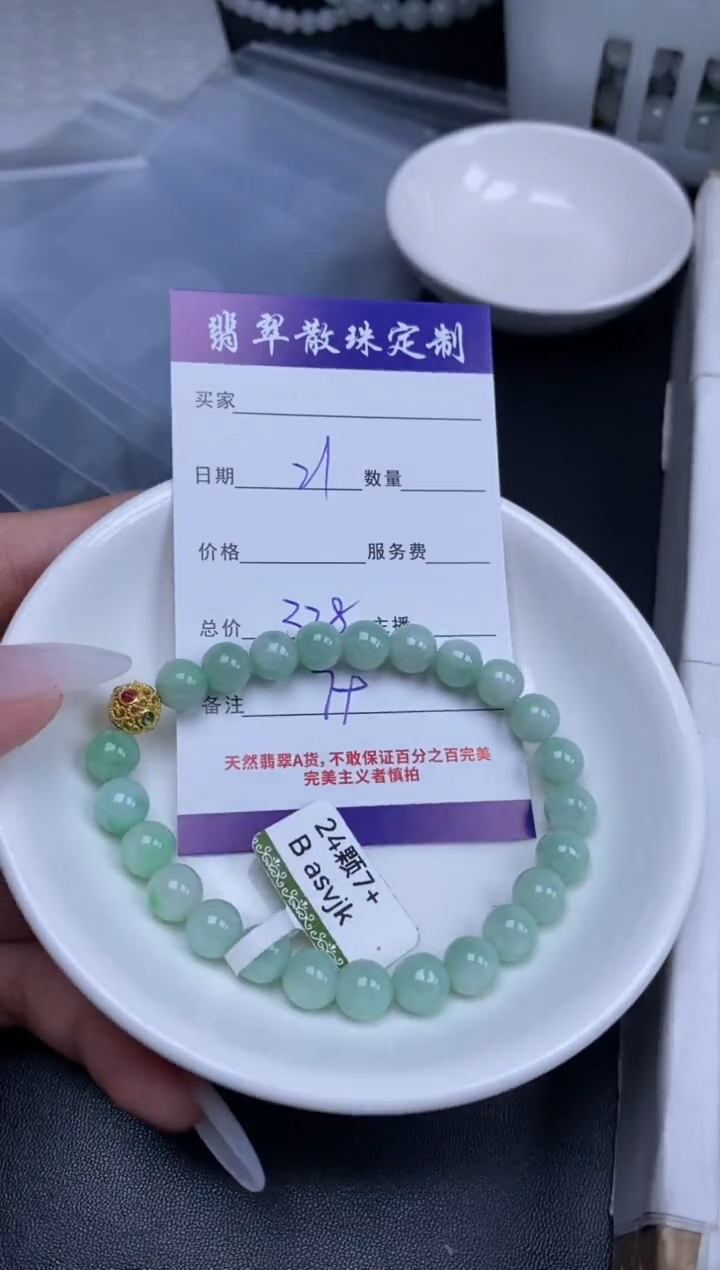 翡翠散珠定制
买家
日期 21 数量
价格 服务费
总价 228 主播
备注 7+
天然翡翠A货,不敢保证百分之百完美
完美主义者慎拍
24颗7+
B asvjk